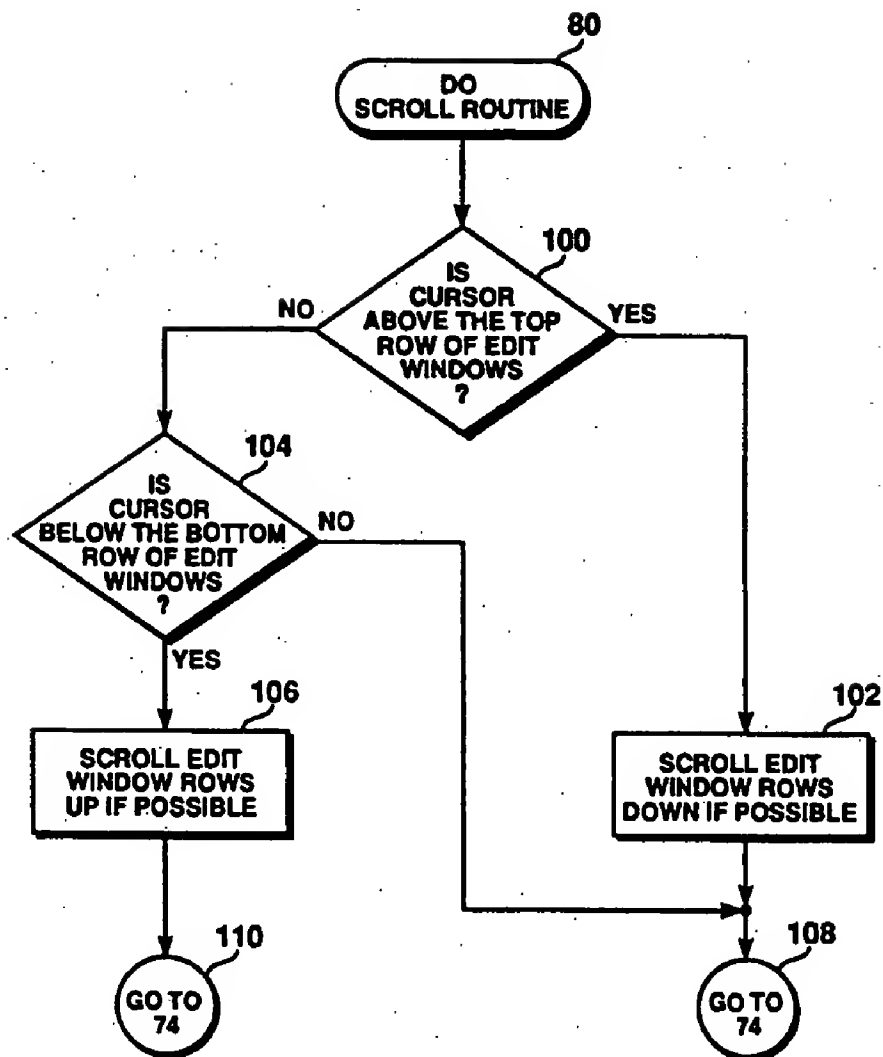 80
DO
SCROLL ROUTINE
100
IS
CURSOR
ABOVE THE TOP
ROW OF EDIT
WINDOWS
?
NO
YES
104
IS
CURSOR
BELOW THE BOTTOM
ROW OF EDIT
WINDOWS
?
NO
YES
106
SCROLL EDIT
WINDOW ROWS
UP IF POSSIBLE
102
SCROLL EDIT
WINDOW ROWS
DOWN IF POSSIBLE
110
GO TO
74
108
GO TO
74